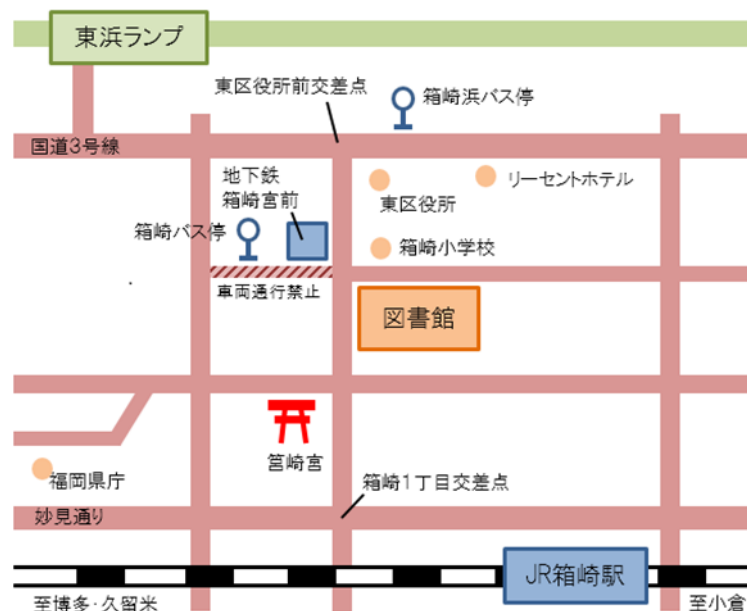 東浜ランプ
東区役所前交差点
箱崎浜バス停
国道3号線
地下鉄
箱崎宮前
リーセントホテル
東区役所
箱崎バス停
箱崎小学校
車両通行禁止
図書館
筥崎宮
福岡県庁
箱崎1丁目交差点
妙見通り
JR箱崎駅
至博多・久留米
至小倉